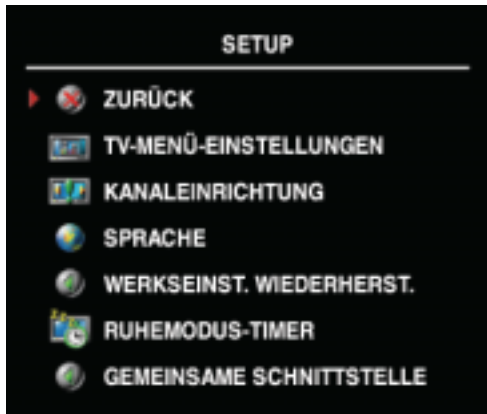 SETUP
ZURÜCK
TV-MENÜ-EINSTELLUNGEN
KANALEINRICHTUNG
SPRACHE
WERKSEINST. WIEDERHERST.
RUHEMODUS-TIMER
GEMEINSAME SCHNITTSTELLE